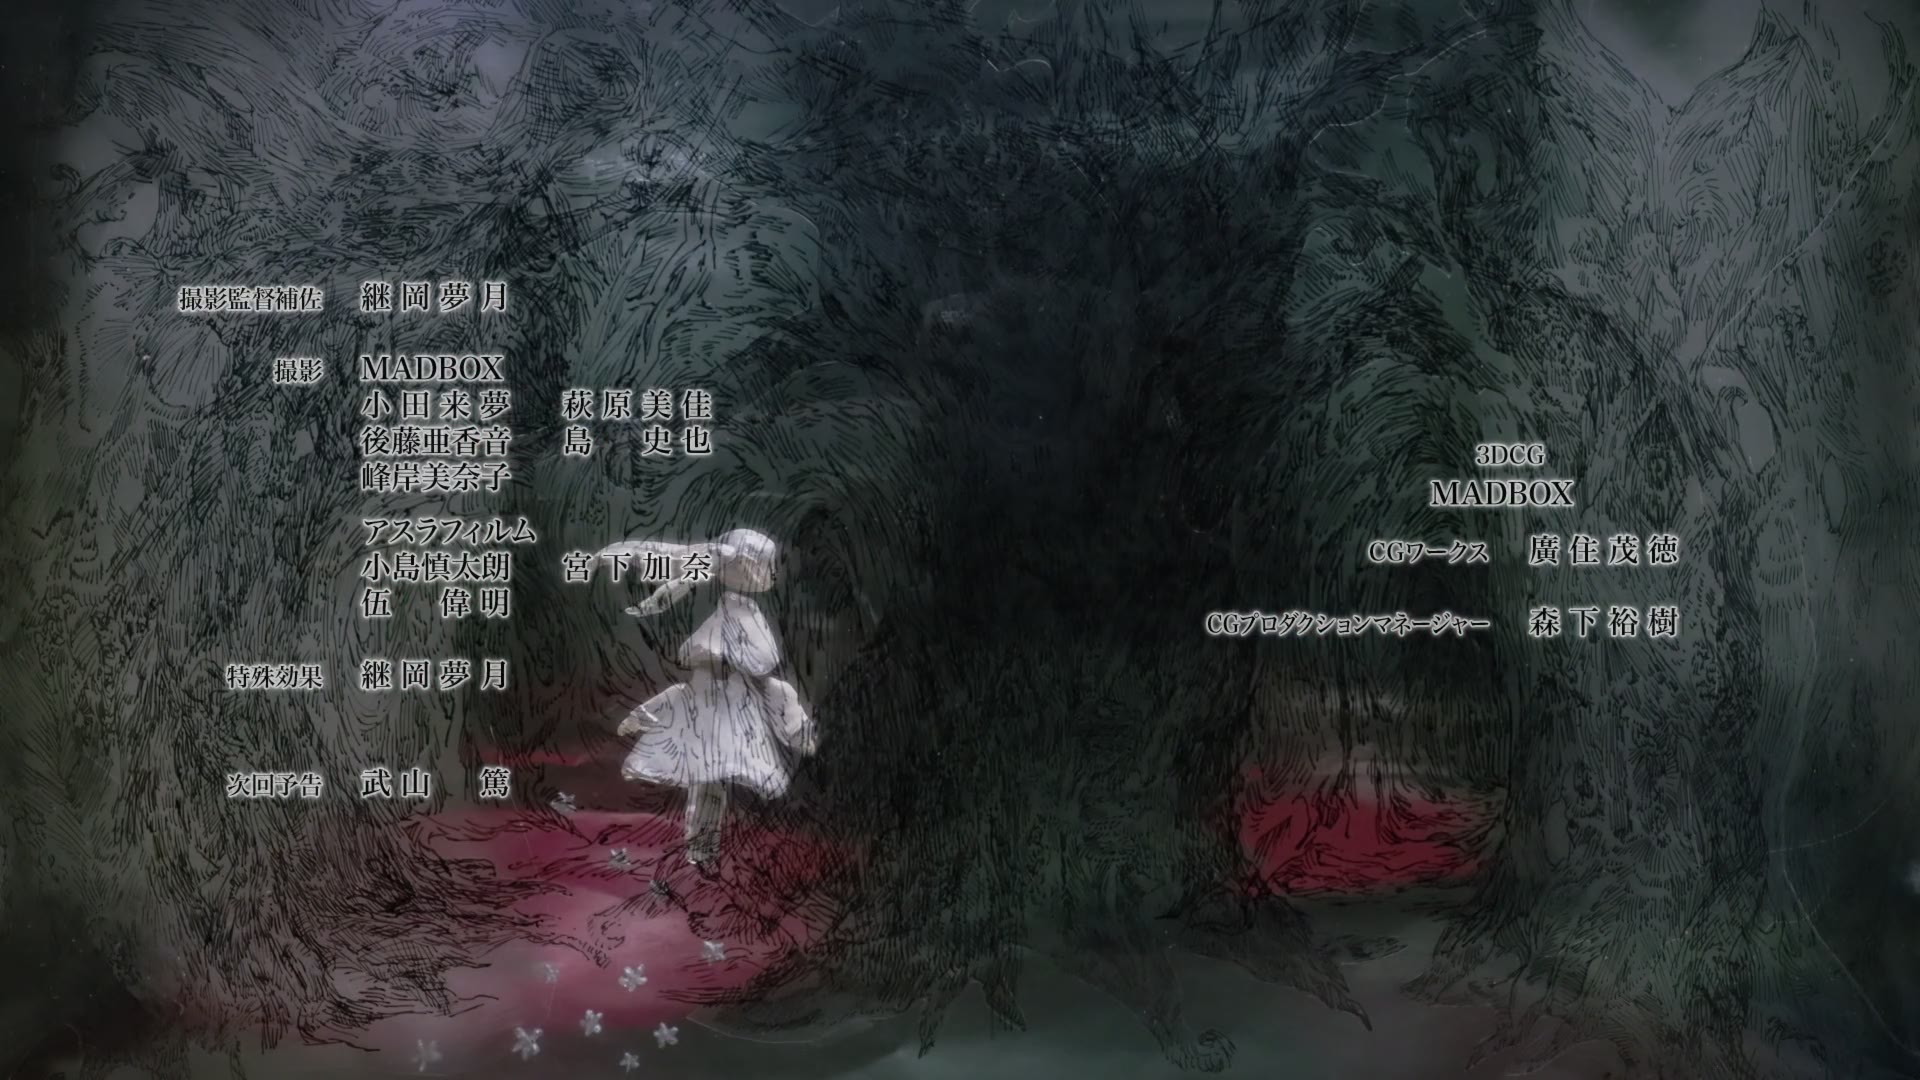 撮影監督補佐 継岡夢月
撮影 MADBOX
小田来夢 萩原美佳
後藤亜香音 島 史也
峰岸美奈子
アスラフィルム
小島慎太朗 宮下加奈
伍 偉明
特殊効果 継岡夢月
次回予告 武山 篤
3DCG
MADBOX
CGワークス 廣住茂徳
CGプロダクションマネージャー 森下裕樹